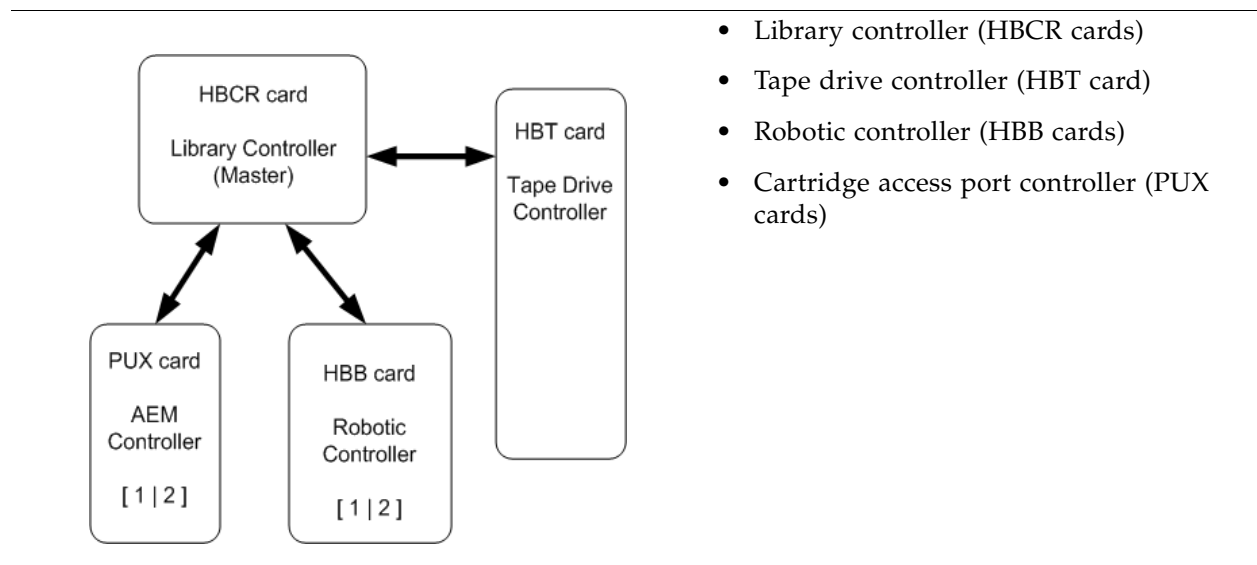 HBCR card
Library Controller
(Master)
HBT card
Tape Drive
Controller
PUX card
AEM
Controller
[ 1 | 2 ]
HBB card
Robotic
Controller
[ 1 | 2 ]
• Library controller (HBCR cards)
• Tape drive controller (HBT card)
• Robotic controller (HBB cards)
• Cartridge access port controller (PUX
cards)